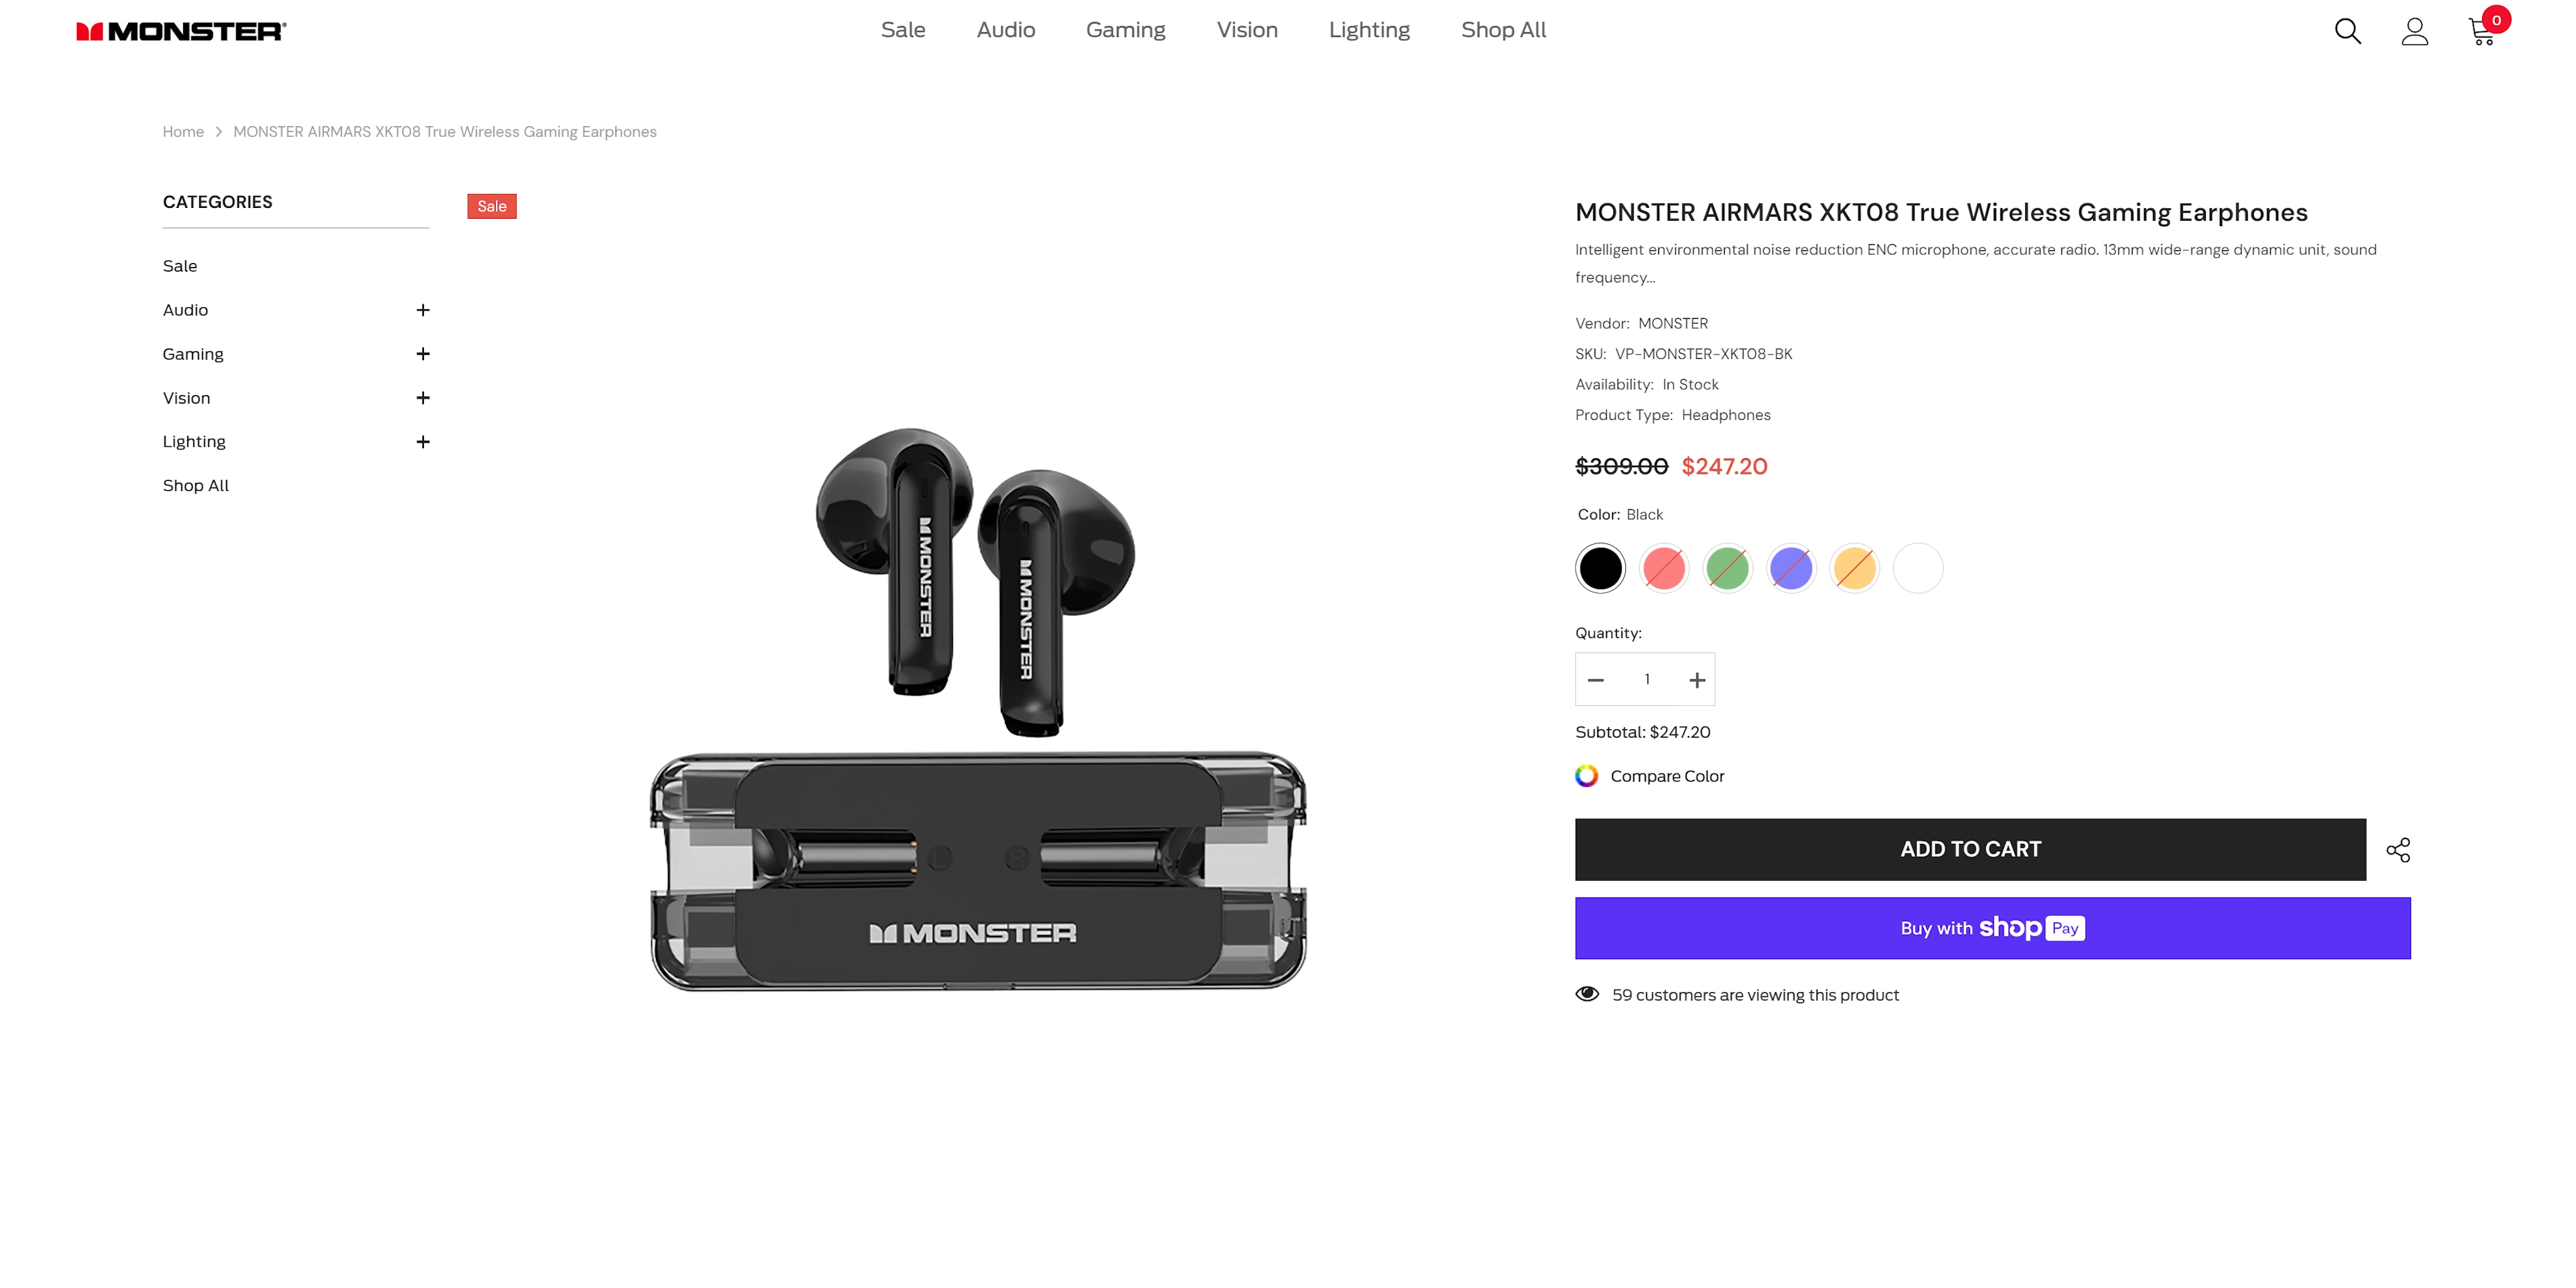 MONSTER
Sale
Audio
Gaming
Vision
Lighting
Shop All
0
Home > MONSTER AIRMARS XKT08 True Wireless Gaming Earphones
CATEGORIES
Sale
Audio
Gaming
Vision
Lighting
Shop All
Sale
MONSTER
MONSTER
L
R
MONSTER
MONSTER AIRMARS XKT08 True Wireless Gaming Earphones
Intelligent environmental noise reduction ENC microphone, accurate radio. 13mm wide-range dynamic unit, sound
frequency...
Vendor: MONSTER
SKU: VP-MONSTER-XKT08-BK
Availability: In Stock
Product Type: Headphones
$309.00 $247.20
Color: Black
Quantity:
1
Subtotal: $247.20
Compare Color
ADD TO CART
Buy with shop Pay
59 customers are viewing this product